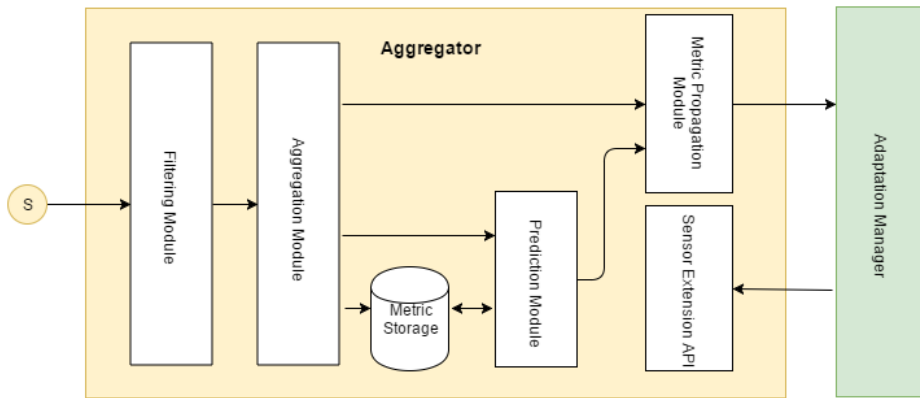 Aggregator
S
Filtering Module
Aggregation Module
Metric
Storage
Prediction Module
Metric Propagation
Module
Sensor Extension API
Adaptation Manager